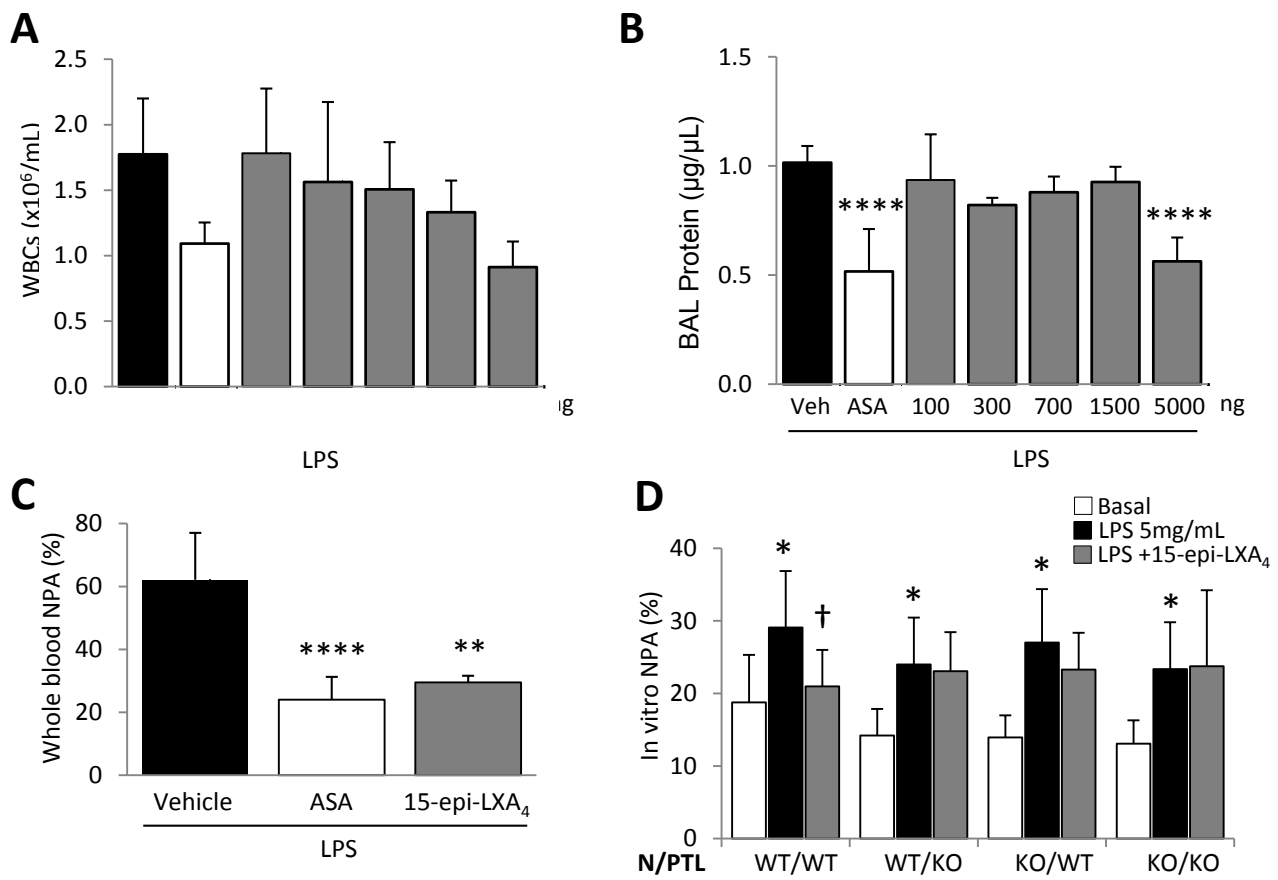 A
2.5
2.0
1.5
1.0
0.5
0.0
WBCs (x10⁶/mL)
LPS
B
1.5
1.0
0.5
0.0
BAL Protein (µg/µL)
**** ****
Veh ASA 100 300 700 1500 5000 ng
LPS
C
80
60
40
20
0
Whole blood NPA (%)
**** **
Vehicle ASA 15-epi-LXA₄
LPS
D
Basal
LPS 5mg/mL
LPS +15-epi-LXA₄
40
30
20
10
0
In vitro NPA (%)
* † * * *
N/PTL WT/WT WT/KO KO/WT KO/KO